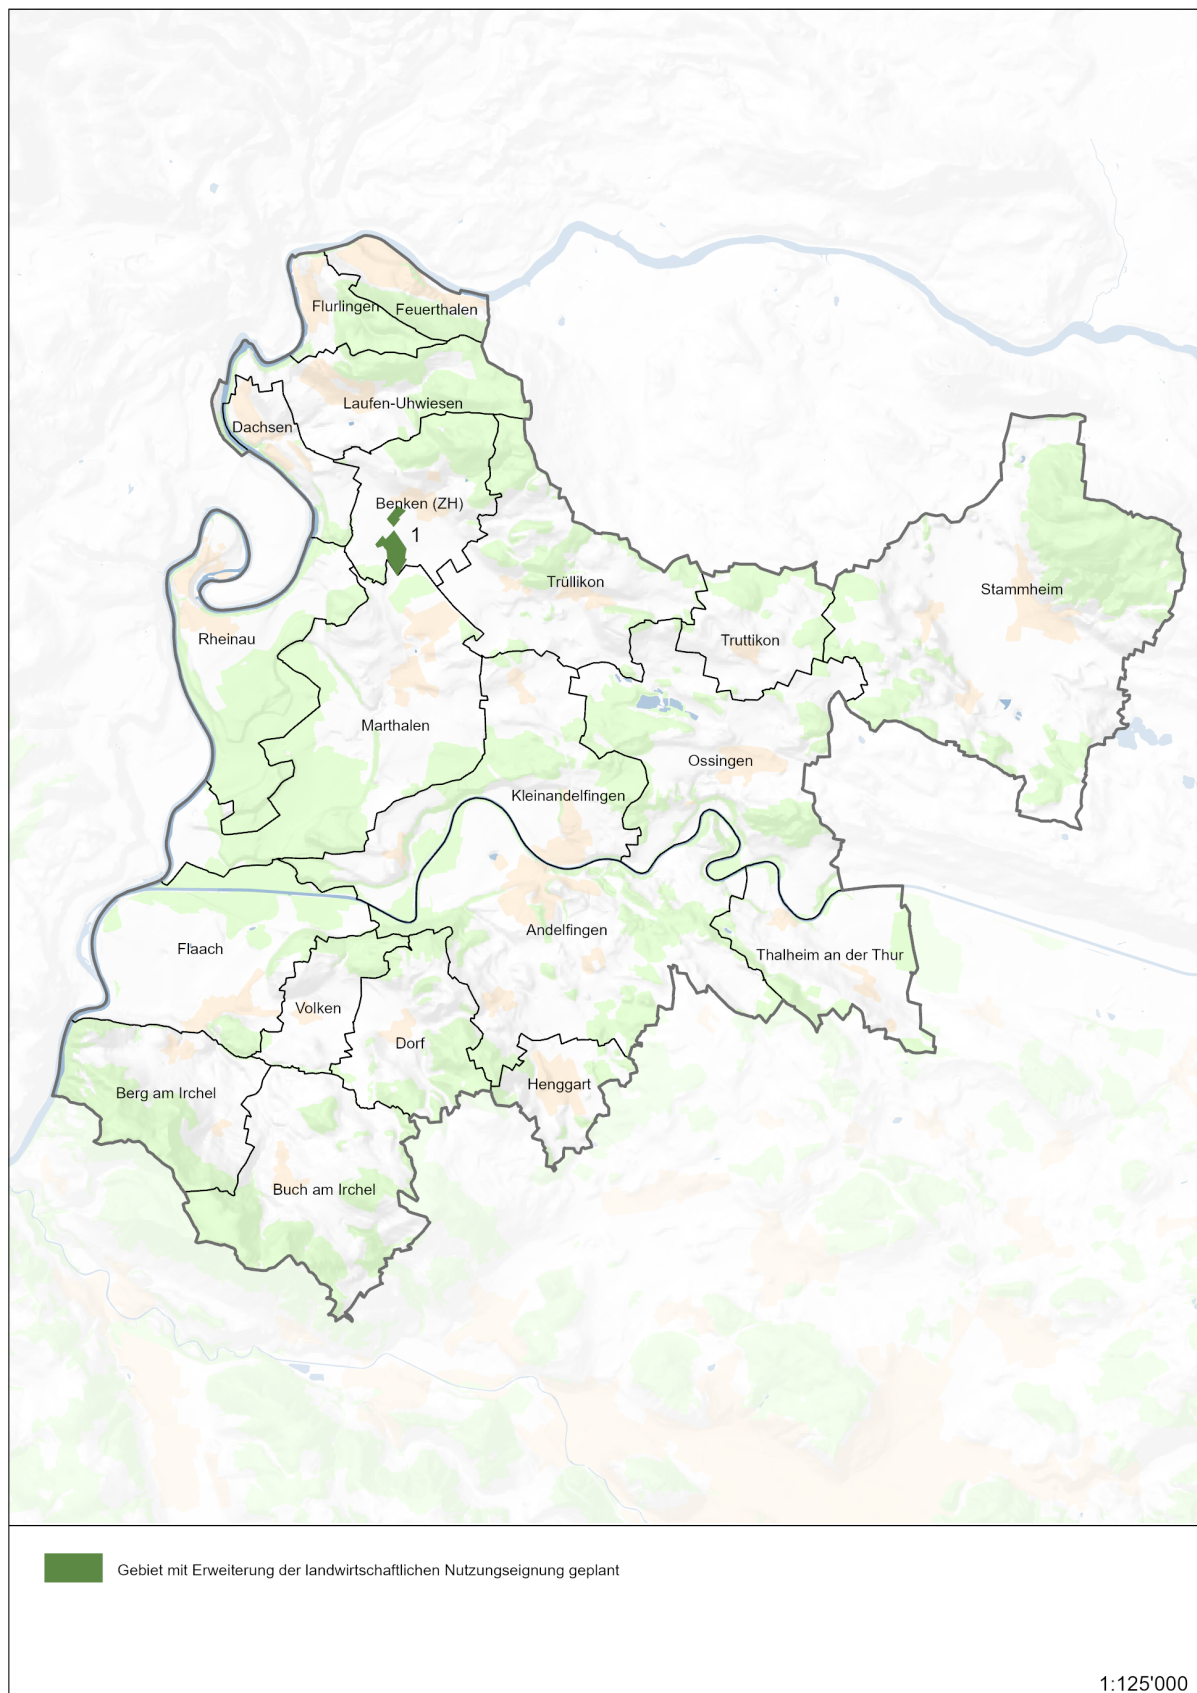 Flurlingen
Feuerthalen
Laufen-Uhwiesen
Dachsen
Benken (ZH)
1
Trüllikon
Stammheim
Rheinau
Truttikon
Marthalen
Ossingen
Kleinandelfingen
Andelfingen
Flaach
Thalheim an der Thur
Volken
Dorf
Henggart
Berg am Irchel
Buch am Irchel
Gebiet mit Erweiterung der landwirtschaftlichen Nutzungseignung geplant
1:125'000